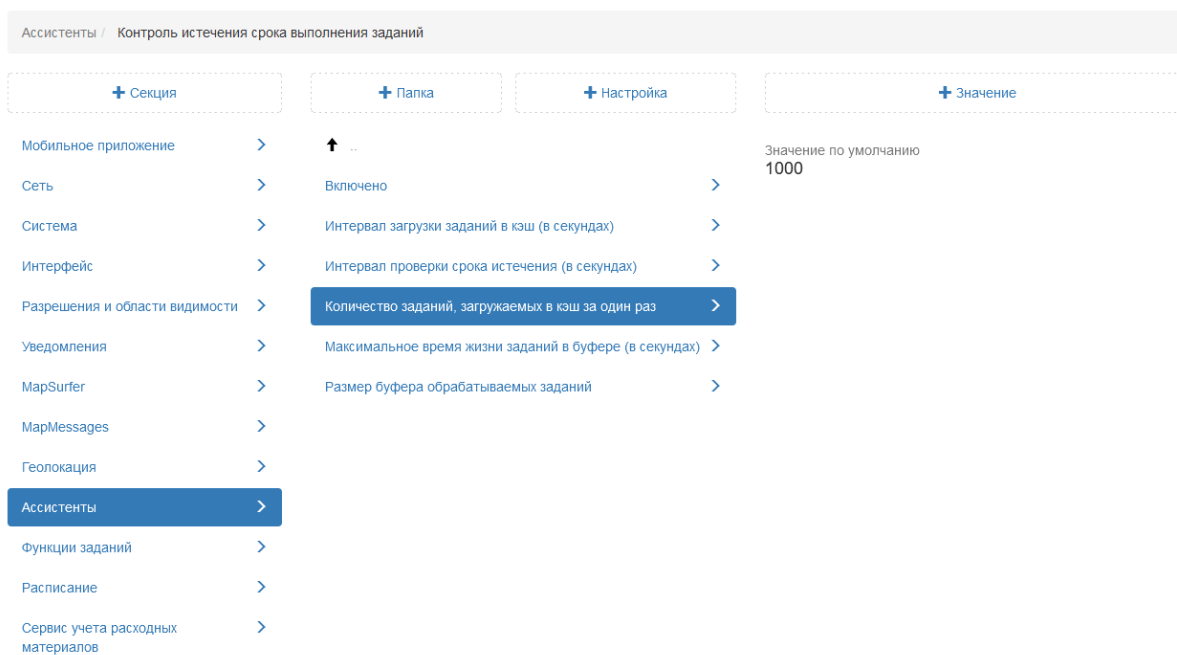 Ассистенты / Контроль истечения срока выполнения заданий
+ Секция
+ Папка
+ Настройка
+ Значение
Мобильное приложение
Сеть
Система
Интерфейс
Разрешения и области видимости
Уведомления
MapSurfer
MapMessages
Геолокация
Ассистенты
Функции заданий
Расписание
Сервис учета расходных
материалов
..
Включено
Интервал загрузки заданий в кэш (в секундах)
Интервал проверки срока истечения (в секундах)
Количество заданий, загружаемых в кэш за один раз
Максимальное время жизни заданий в буфере (в секундах)
Размер буфера обрабатываемых заданий
Значение по умолчанию
1000